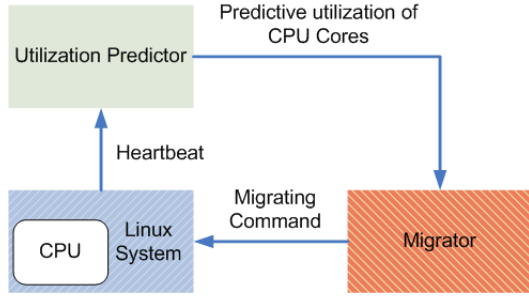 Predictive utilization of
CPU Cores
Utilization Predictor
Heartbeat
Migrating
Command
Linux
System
CPU
Migrator